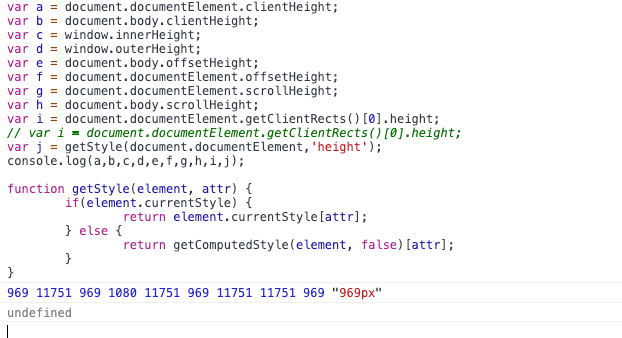 var a = document.documentElement.clientHeight;
var b = document.body.clientHeight;
var c = window.innerHeight;
var d = window.outerHeight;
var e = document.body.offsetHeight;
var f = document.documentElement.offsetHeight;
var g = document.documentElement.scrollHeight;
var h = document.body.scrollHeight;
var i = document.documentElement.getClientRects()[0].height;
// var i = document.documentElement.getClientRects()[0].height;
var j = getStyle(document.documentElement,'height');
console.log(a,b,c,d,e,f,g,h,i,j);
function getStyle(element, attr) {
if(element.currentStyle) {
return element.currentStyle[attr];
} else {
return getComputedStyle(element, false)[attr];
}
}
969 11751 969 1080 11751 969 11751 11751 969 "969px"
undefined